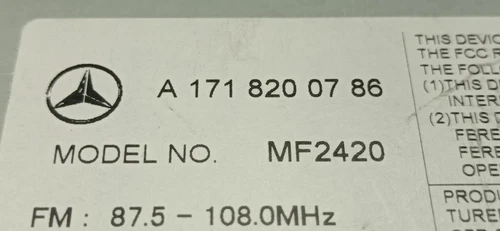 A 171 820 07 86
MODEL NO. MF2420
FM : 87.5 - 108.0MHz
THIS DEVIC
THE FCC R
THE FOLL
(1)THIS D
INTER
(2)THIS D
FERE
FERE
OPE
PROD
TURE